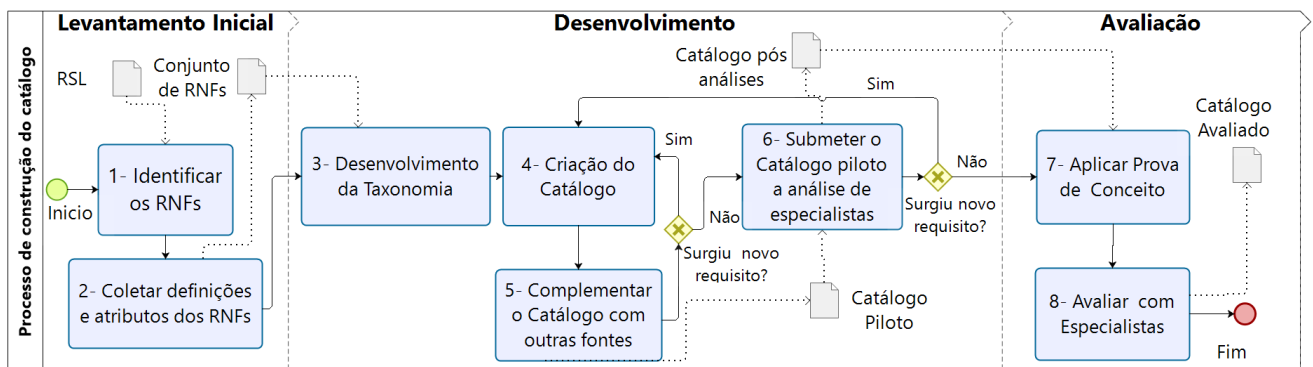 Processo de construção do catálogo
Levantamento Inicial
Desenvolvimento
Avaliação
RSL
Conjunto
de RNFs
Inicio
1- Identificar
os RNFs
2- Coletar definições
e atributos dos RNFs
3- Desenvolvimento
da Taxonomia
4- Criação do
Catálogo
5- Complementar
o Catálogo com
outras fontes
Sim
Não
Surgiu novo
requisito?
Catálogo
Piloto
Catálogo pós
análises
6- Submeter o
Catálogo piloto
a análise de
especialistas
Sim
Não
Surgiu novo
requisito?
7- Aplicar Prova
de Conceito
8- Avaliar com
Especialistas
Catálogo
Avaliado
Fim